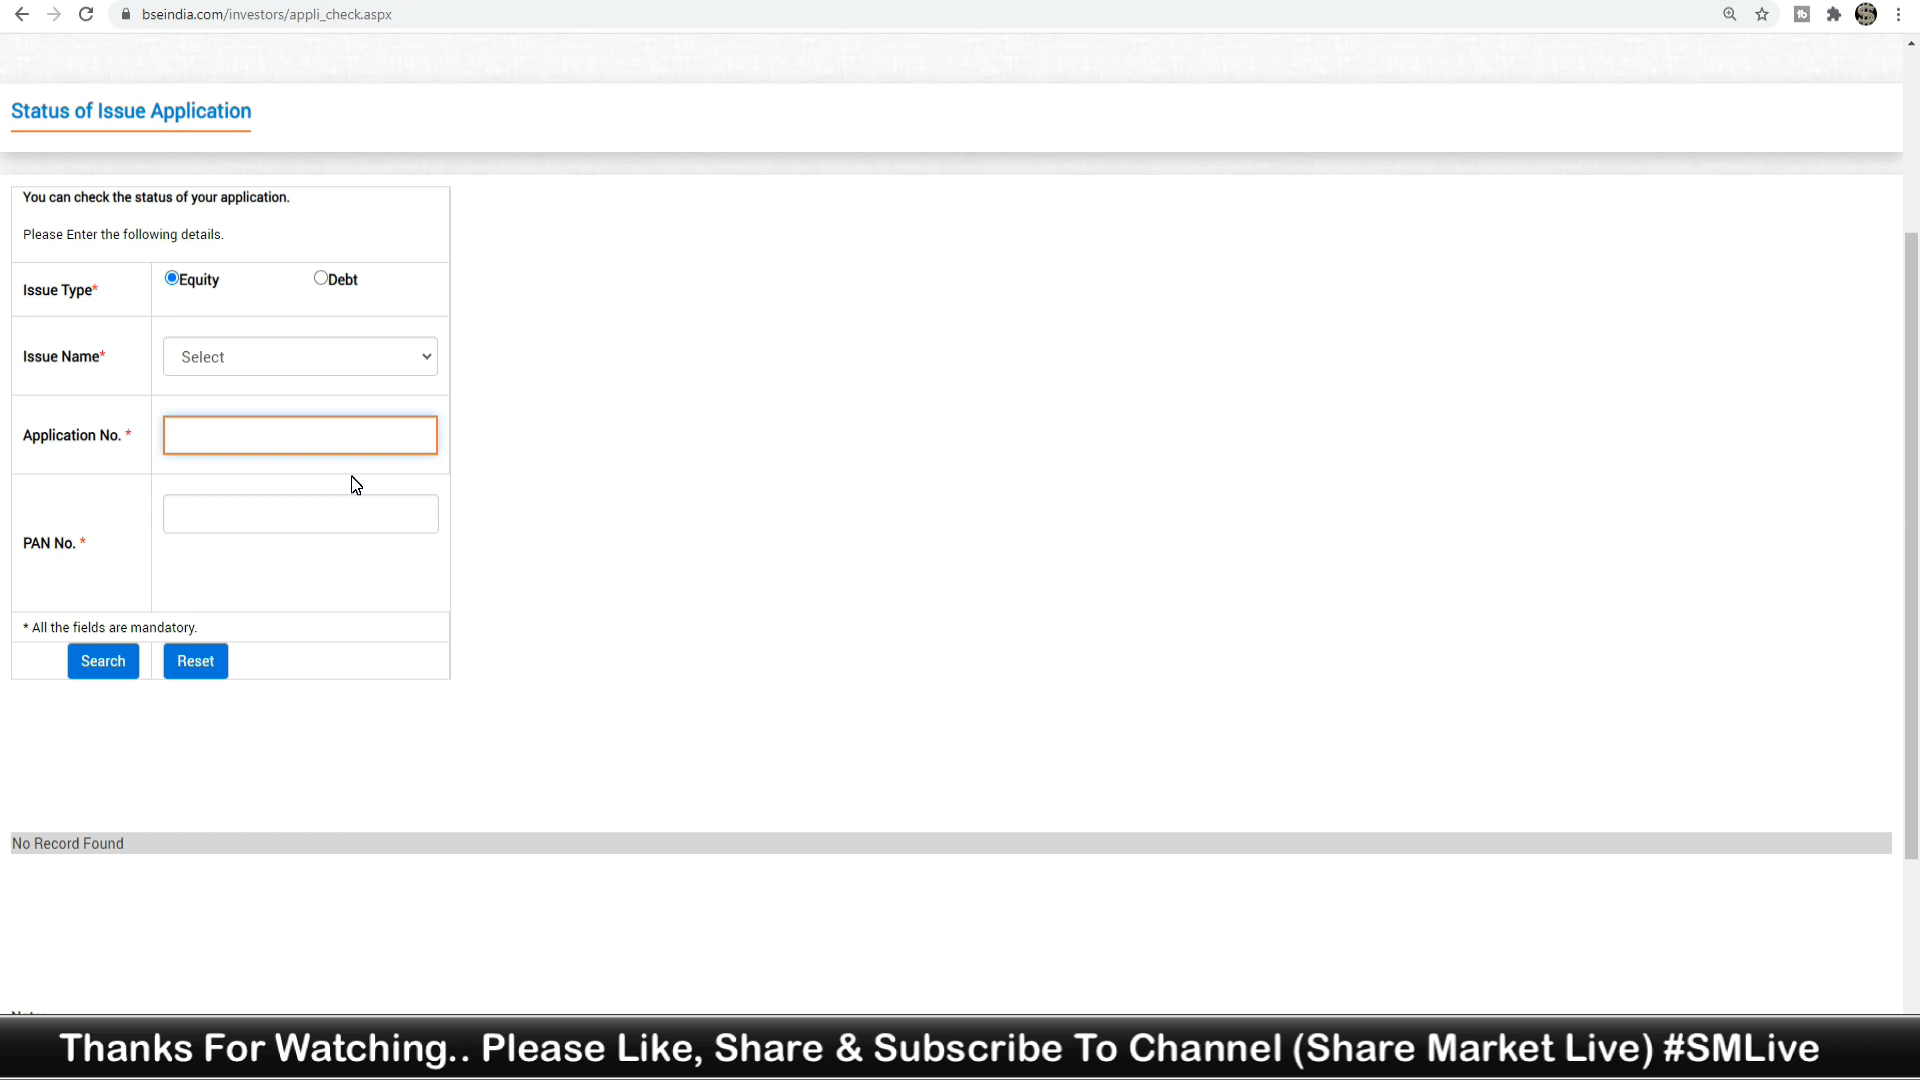 bseindia.com/investors/appli_check.aspx
Status of Issue Application
You can check the status of your application.
Please Enter the following details.
Issue Type* Equity Debt
Issue Name* Select
Application No. *
PAN No. *
* All the fields are mandatory.
Search Reset
No Record Found
Thanks For Watching.. Please Like, Share & Subscribe To Channel (Share Market Live) #SMLive